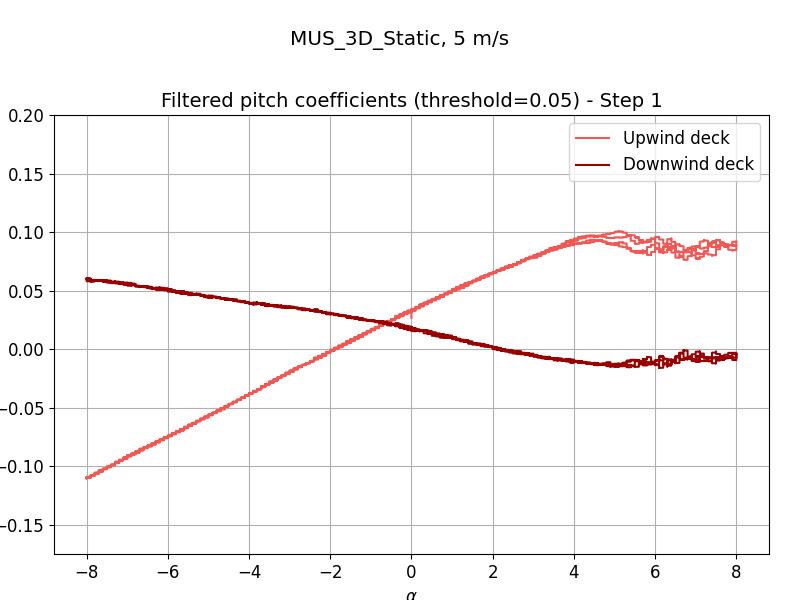 MUS_3D_Static, 5 m/s
Filtered pitch coefficients (threshold=0.05) - Step 1
Upwind deck
Downwind deck
0.20
0.15
0.10
0.05
0.00
−0.05
−0.10
−0.15
−8 −6 −4 −2 0 2 4 6 8
α